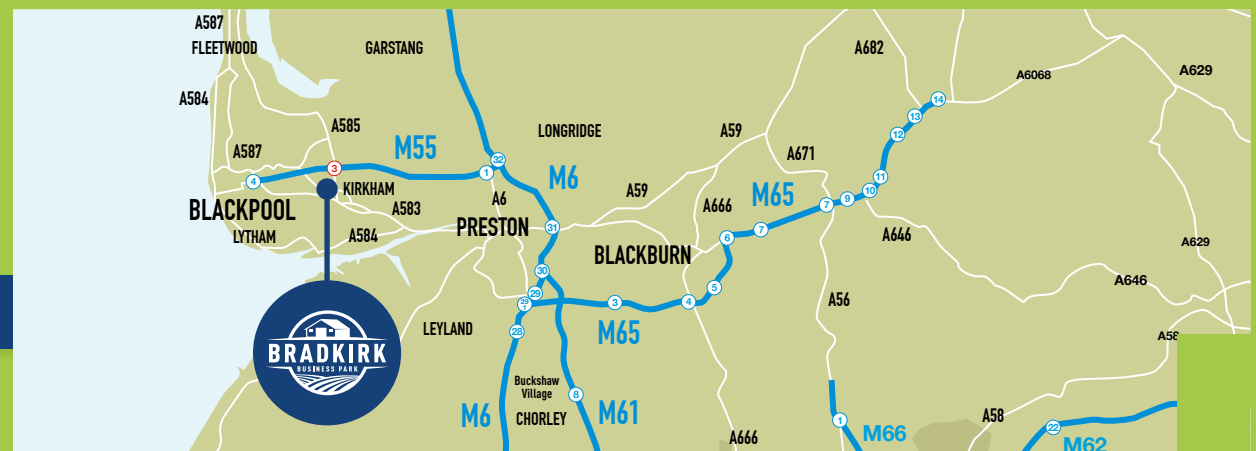 A587
FLEETWOOD
GARSTANG
A682
A6068
A629
A584
14
13
A585
A59
12
LONGRIDGE
A587
M55
A671
32
3
1
M6
11
4
KIRKHAM
A59
M65
10
9
7
A6
BLACKPOOL
A583
A666
PRESTON
31
7
LYTHAM
A584
6
A646
A629
BLACKBURN
30
A646
5
29
29
1
3
4
A56
LEYLAND
28
M65
A58
BRADKIRK
BUSINESS PARK
Buckshaw
Village
8
M6
CHORLEY
M61
A58
1
22
A666
M66
M62